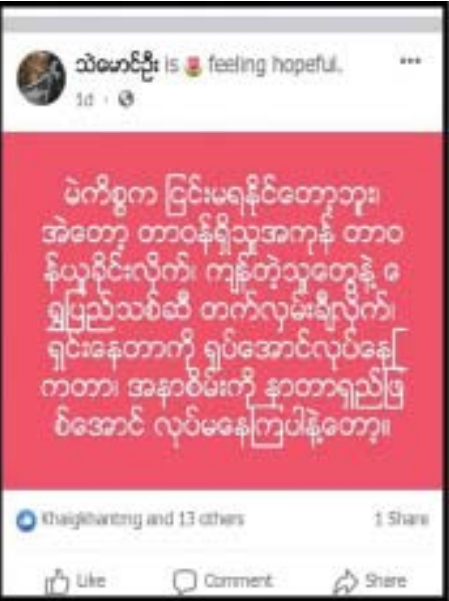 သဲမောင်ဦး is 🌷 feeling hopeful.
1d ·
မဲကိစ္စက ငြင်းမရနိုင်တော့ဘူး၊
အဲတော့ တာဝန်ရှိသူအကုန် တာဝ
န်ယူခိုင်းလိုက်၊ ကျန်တဲ့သူတွေနဲ့ ရေ
ွှပြည်သစ်ဆီ တက်လှမ်းချီလိုက်၊
ရှင်းနေတာကို ရှုပ်အောင်လုပ်နေကြ
တာ၊ အနာစိမ်းကို နာတာရှည်ဖြ
စ်အောင် လုပ်မနေကြပါနဲ့တော့။
Khaigkhantng and 13 others
1 Share
Like
Comment
Share